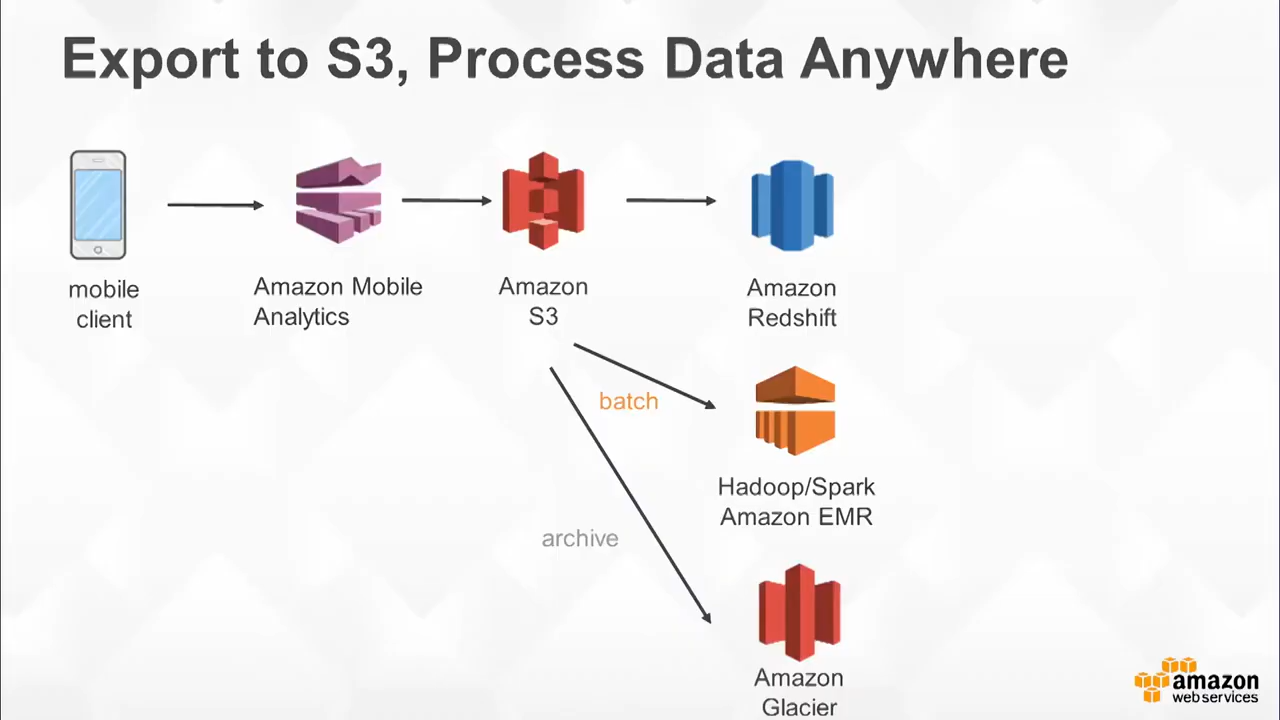 Export to S3, Process Data Anywhere
mobile
client
Amazon Mobile
Analytics
Amazon
S3
Amazon
Redshift
batch
Hadoop/Spark
Amazon EMR
archive
Amazon
Glacier
amazon
web services